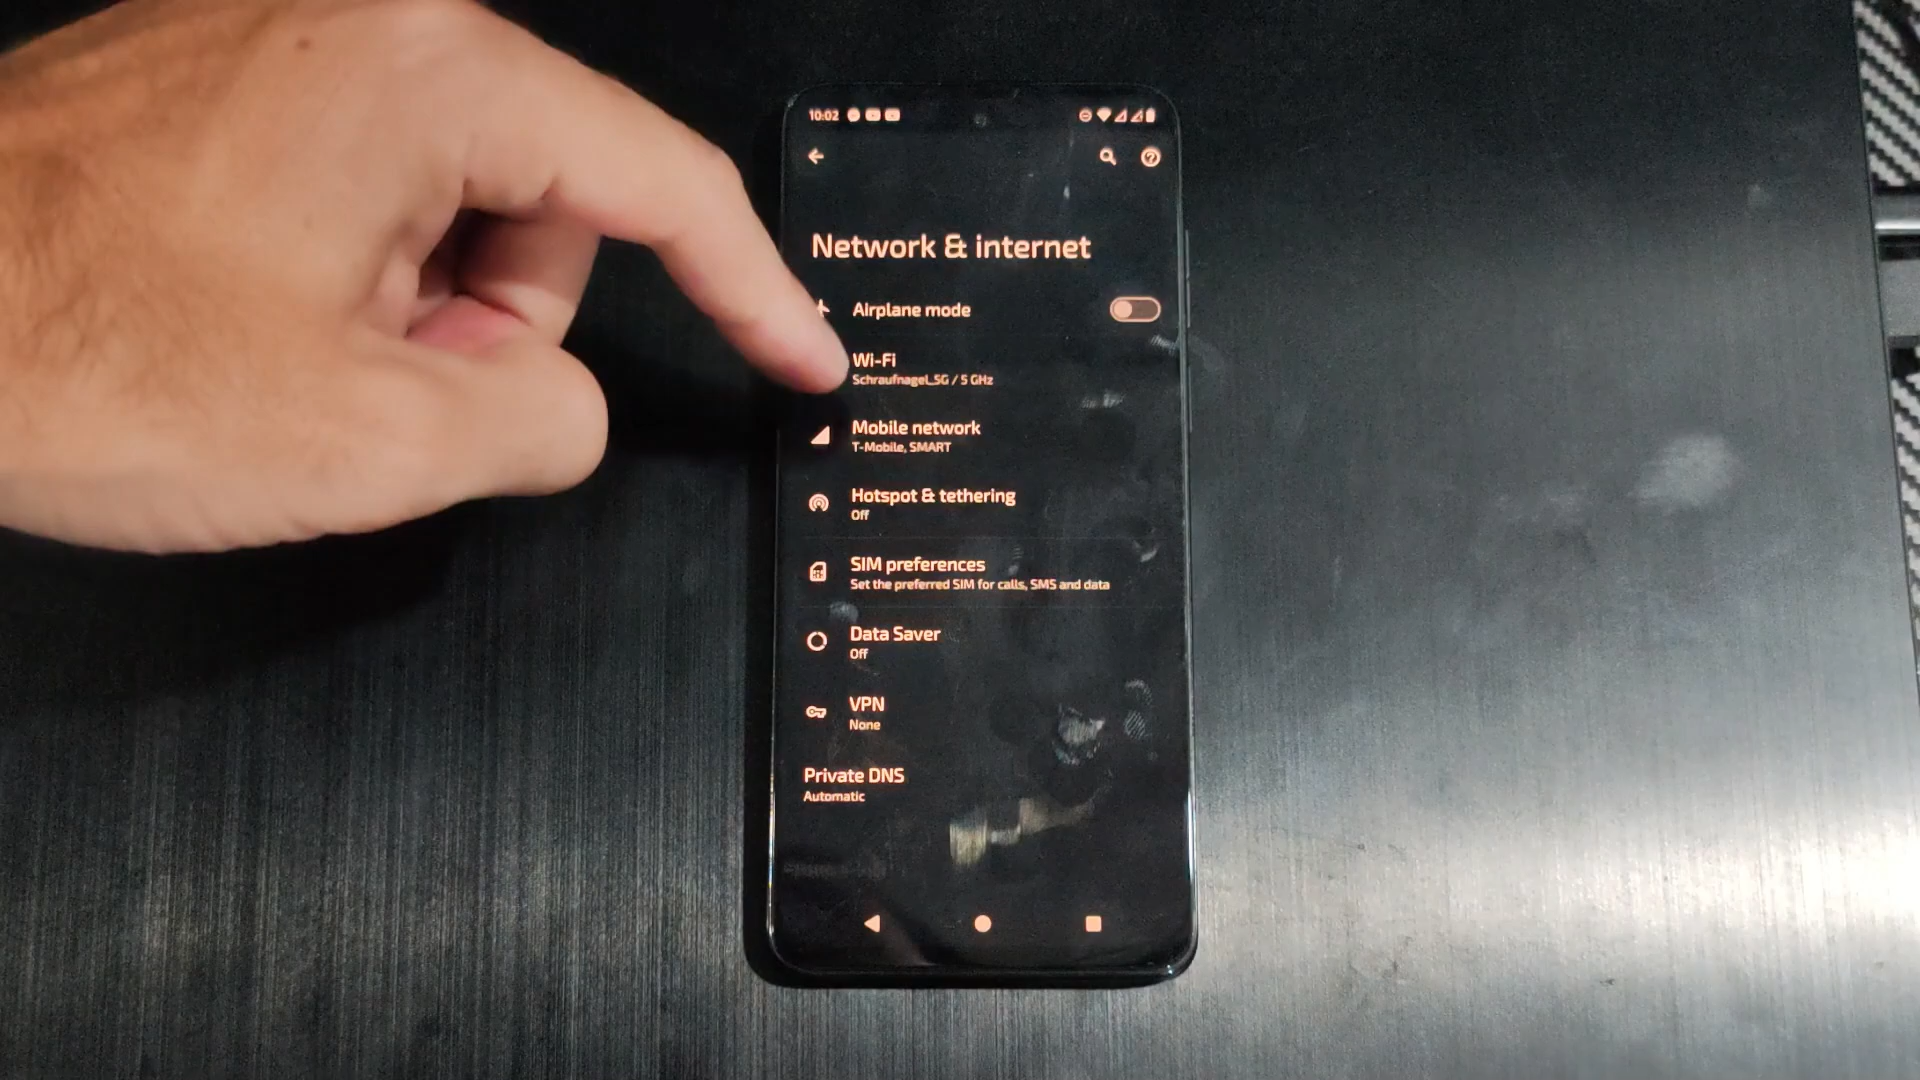 10:02
Network & internet
Airplane mode
Wi-Fi
Schraufnagel_5G / 5 GHz
Mobile network
T-Mobile, SMART
Hotspot & tethering
Off
SIM preferences
Set the preferred SIM for calls, SMS and data
Data Saver
Off
VPN
None
Private DNS
Automatic